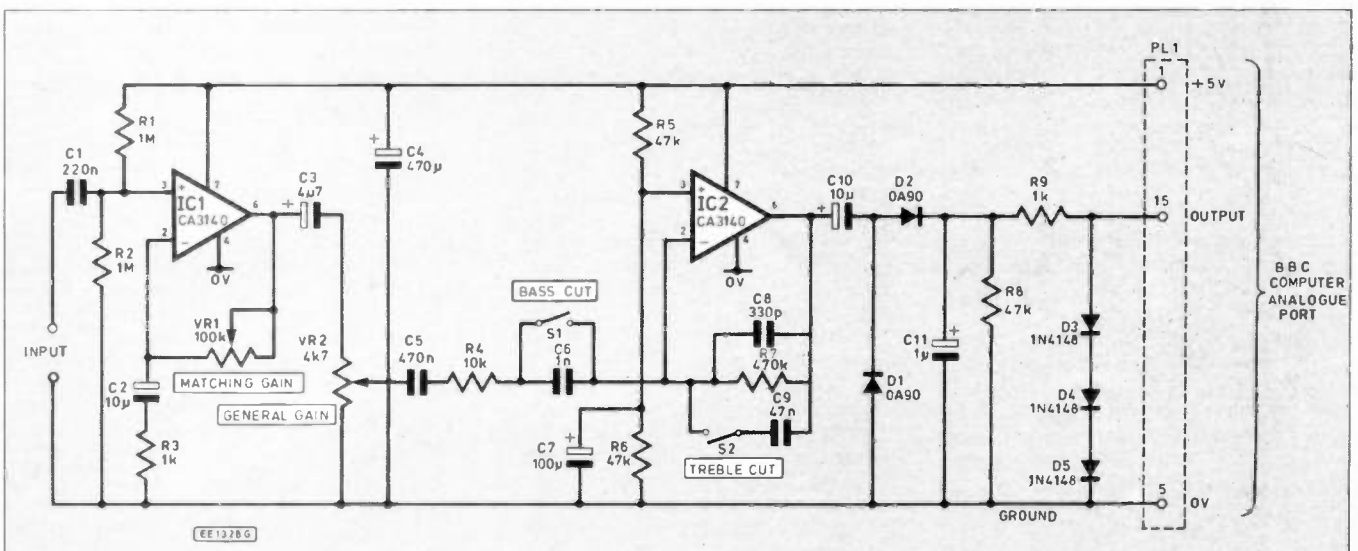 PL1
1
+5V
R1
1M
C1
220n
3
+
7
IC1
CA3140
6
2
−
4
0V
R2
1M
C3
4µ7
+
C4
470µ
+
R5
47k
3
+
7
IC2
CA3140
6
2
−
4
0V
C10
10µ
+
D2
0A90
R9
1k
15
OUTPUT
BBC
COMPUTER
ANALOGUE
PORT
INPUT
VR1
100k
MATCHING GAIN
C2
10µ
+
R3
1k
VR2
4k7
GENERAL GAIN
C5
470n
R4
10k
BASS CUT
S1
C6
1n
C8
330p
R7
470k
C9
47n
S2
TREBLE CUT
C7
100µ
+
R6
47k
D1
0A90
C11
1µ
+
R8
47k
D3
1N4148
D4
1N4148
D5
1N4148
5
0V
GROUND
EE1328G